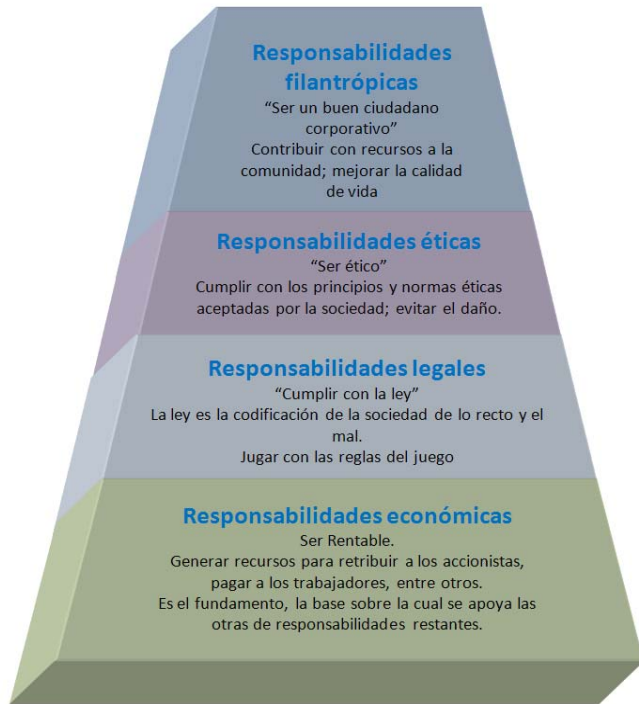 Responsabilidades
filantrópicas
“Ser un buen ciudadano
corporativo”
Contribuir con recursos a la
comunidad; mejorar la calidad
de vida
Responsabilidades éticas
“Ser ético”
Cumplir con los principios y normas éticas
aceptadas por la sociedad; evitar el daño.
Responsabilidades legales
“Cumplir con la ley”
La ley es la codificación de la sociedad de lo recto y el
mal.
Jugar con las reglas del juego
Responsabilidades económicas
Ser Rentable.
Generar recursos para retribuir a los accionistas,
pagar a los trabajadores, entre otros.
Es el fundamento, la base sobre la cual se apoya las
otras de responsabilidades restantes.